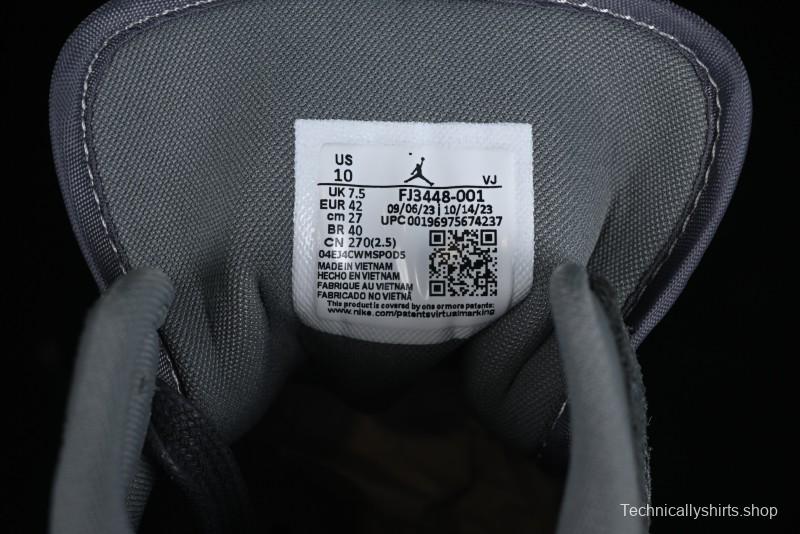 US
10
VJ
UK 7.5
EUR 42
cm 27
BR 40
CN 270(2.5)
FJ3448-001
09/06/23 | 10/14/23
UPC00196975674237
04EJ4CWMSPOD5
MADE IN VIETNAM
HECHO EN VIETNAM
FABRIQUE AU VIETNAM
FABRICADO NO VIETNÃ
This product is covered by one or more patents:
www.nike.com/patentsvirtualmarking
Technicallyshirts.shop